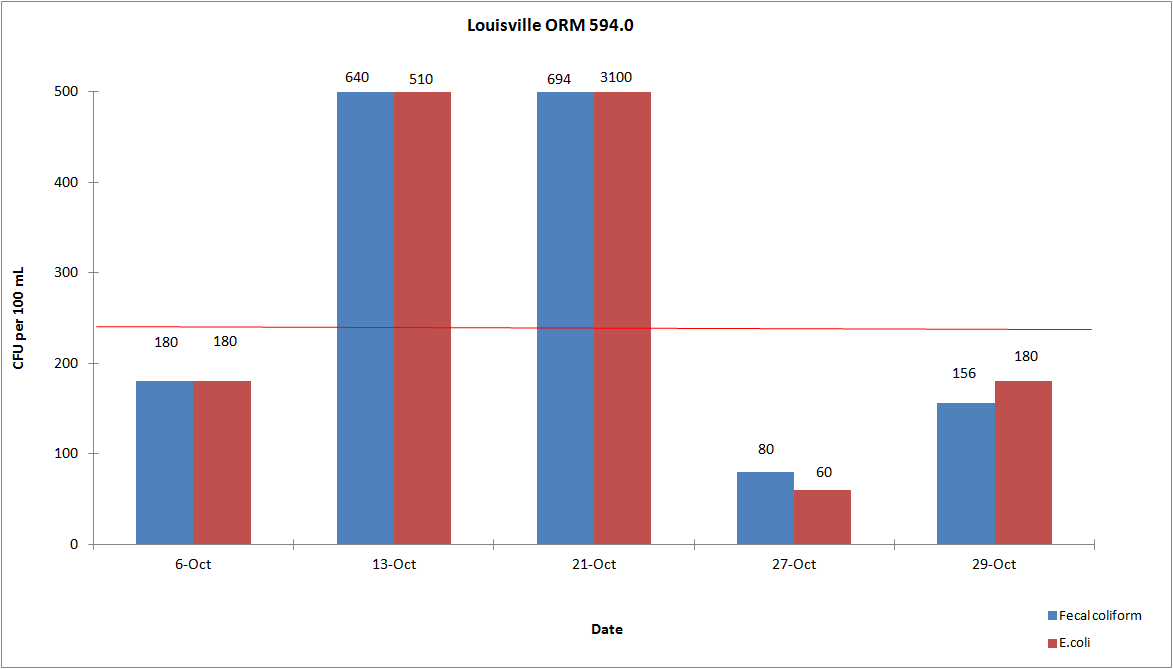 Louisville ORM 594.0
640 510 694 3100
500
400
300
180 180
200
156 180
100
80 60
0
6-Oct 13-Oct 21-Oct 27-Oct 29-Oct
CFU per 100 mL
Date
Fecal coliform
E.coli